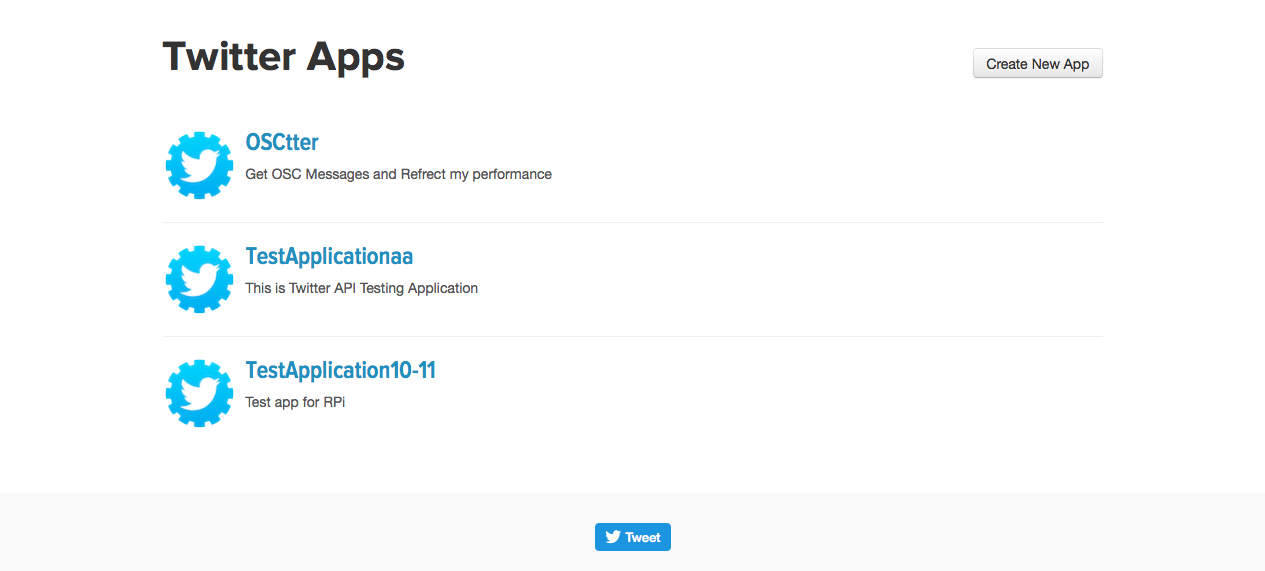 Twitter Apps
Create New App
OSCtter
Get OSC Messages and Refrect my performance
TestApplicationaa
This is Twitter API Testing Application
TestApplication10-11
Test app for RPi
Tweet